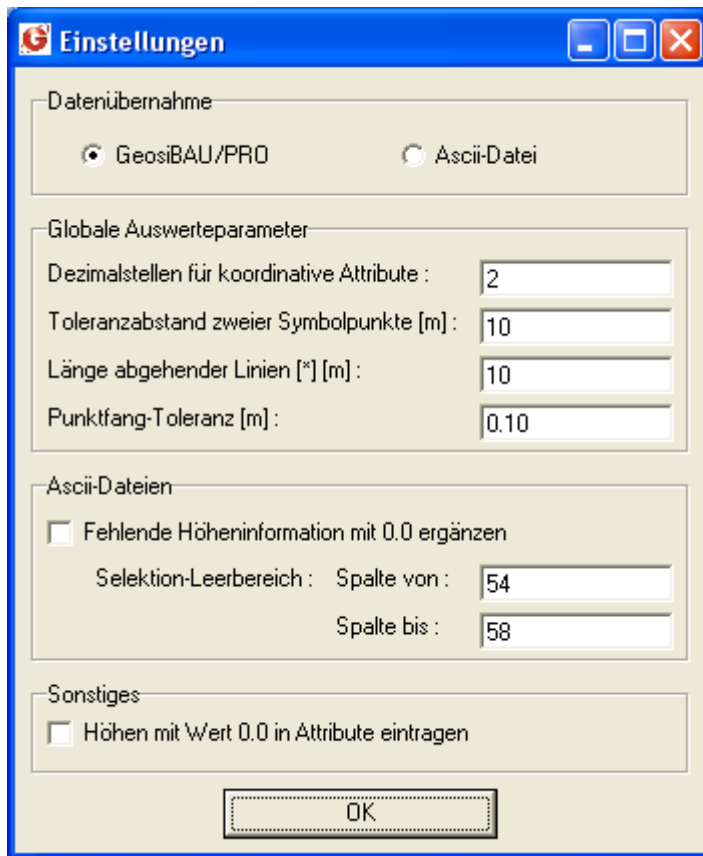 Einstellungen
Datenübernahme
GeosiBAU/PRO Ascii-Datei
Globale Auswerteparameter
Dezimalstellen für koordinative Attribute : 2
Toleranzabstand zweier Symbolpunkte [m] : 10
Länge abgehender Linien [*] [m] : 10
Punktfang-Toleranz [m] : 0.10
Ascii-Dateien
Fehlende Höheninformation mit 0.0 ergänzen
Selektion-Leerbereich : Spalte von : 54
Spalte bis : 58
Sonstiges
Höhen mit Wert 0.0 in Attribute eintragen
OK